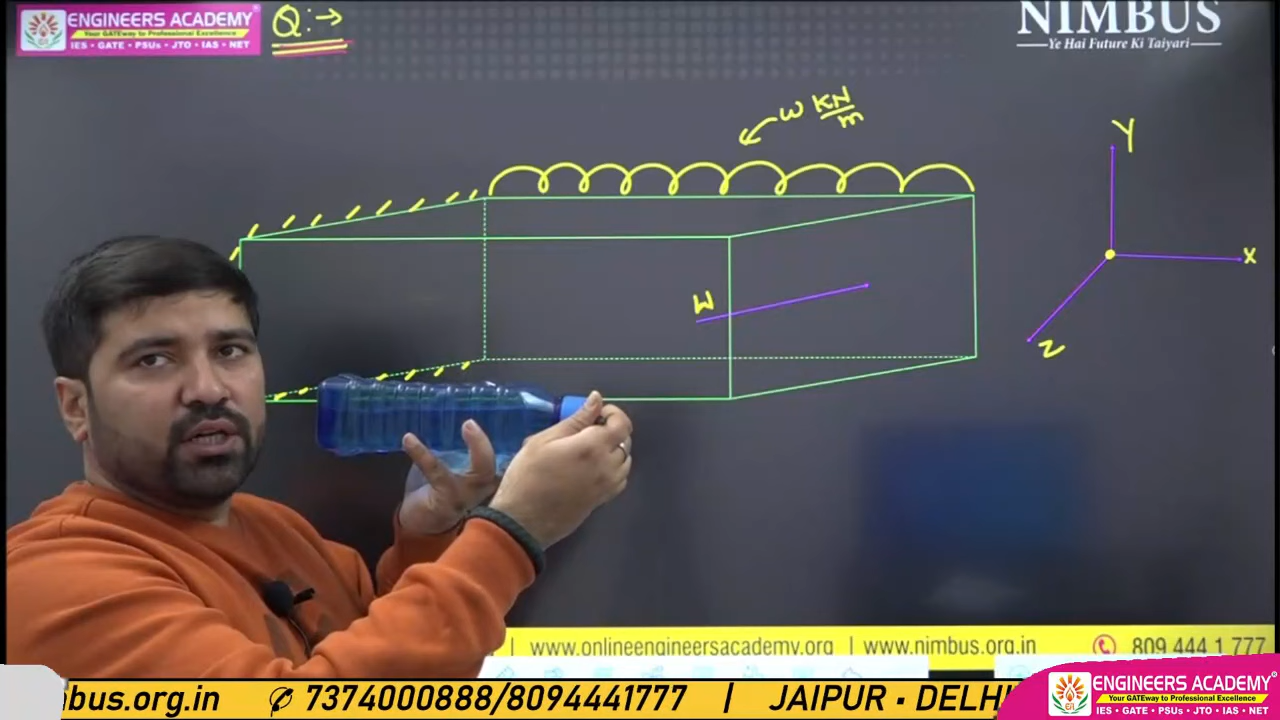 ENGINEERS ACADEMY
Your GATEway to Professional Excellence
IES • GATE • PSUs • JTO • IAS • NET
Q:→
NIMBUS
Ye Hai Future Ki Taiyari
w KN/m
Y
X
Z
W
| www.onlineengineersacademy.org | www.nimbus.org.in
809 444 1 777
mbus.org.in 7374000888/8094441777 | JAIPUR • DELHI
ENGINEERS ACADEMY
Your GATEway to Professional Excellence
IES • GATE • PSUs • JTO • IAS • NET